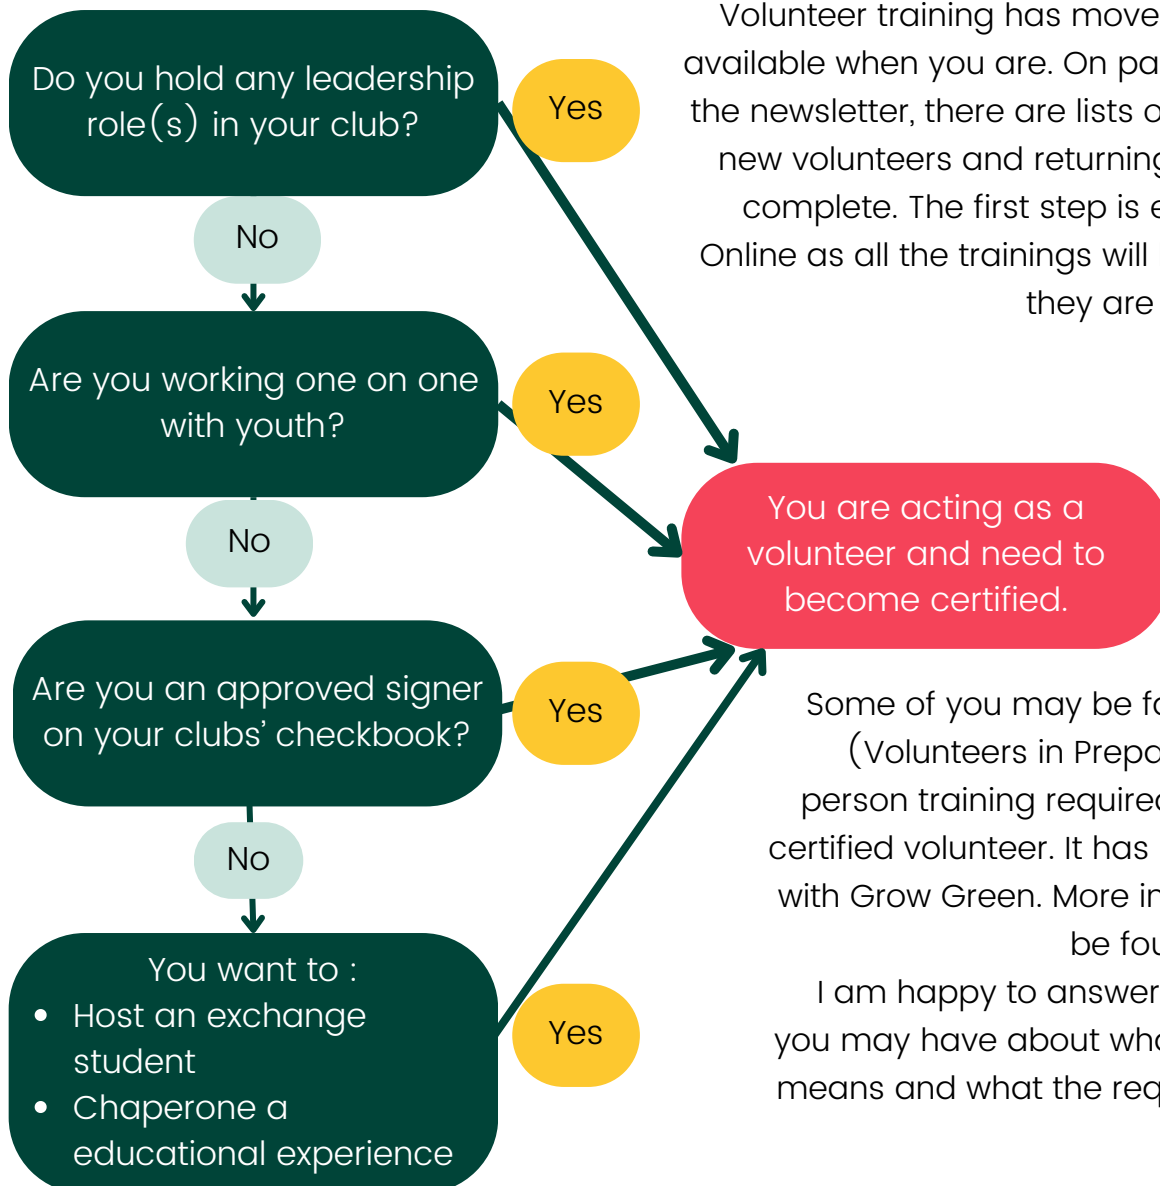 Do you hold any leadership
role(s) in your club?
Yes
No
Are you working one on one
with youth?
Yes
No
Are you an approved signer
on your clubs’ checkbook?
Yes
No
You want to :
• Host an exchange
student
• Chaperone a
educational experience
Yes
You are acting as a
volunteer and need to
become certified.
Volunteer training has move
available when you are. On pa
the newsletter, there are lists o
new volunteers and returning
complete. The first step is e
Online as all the trainings will
they are
Some of you may be fo
(Volunteers in Prepa
person training required
certified volunteer. It has
with Grow Green. More in
be fou
I am happy to answer
you may have about wha
means and what the req